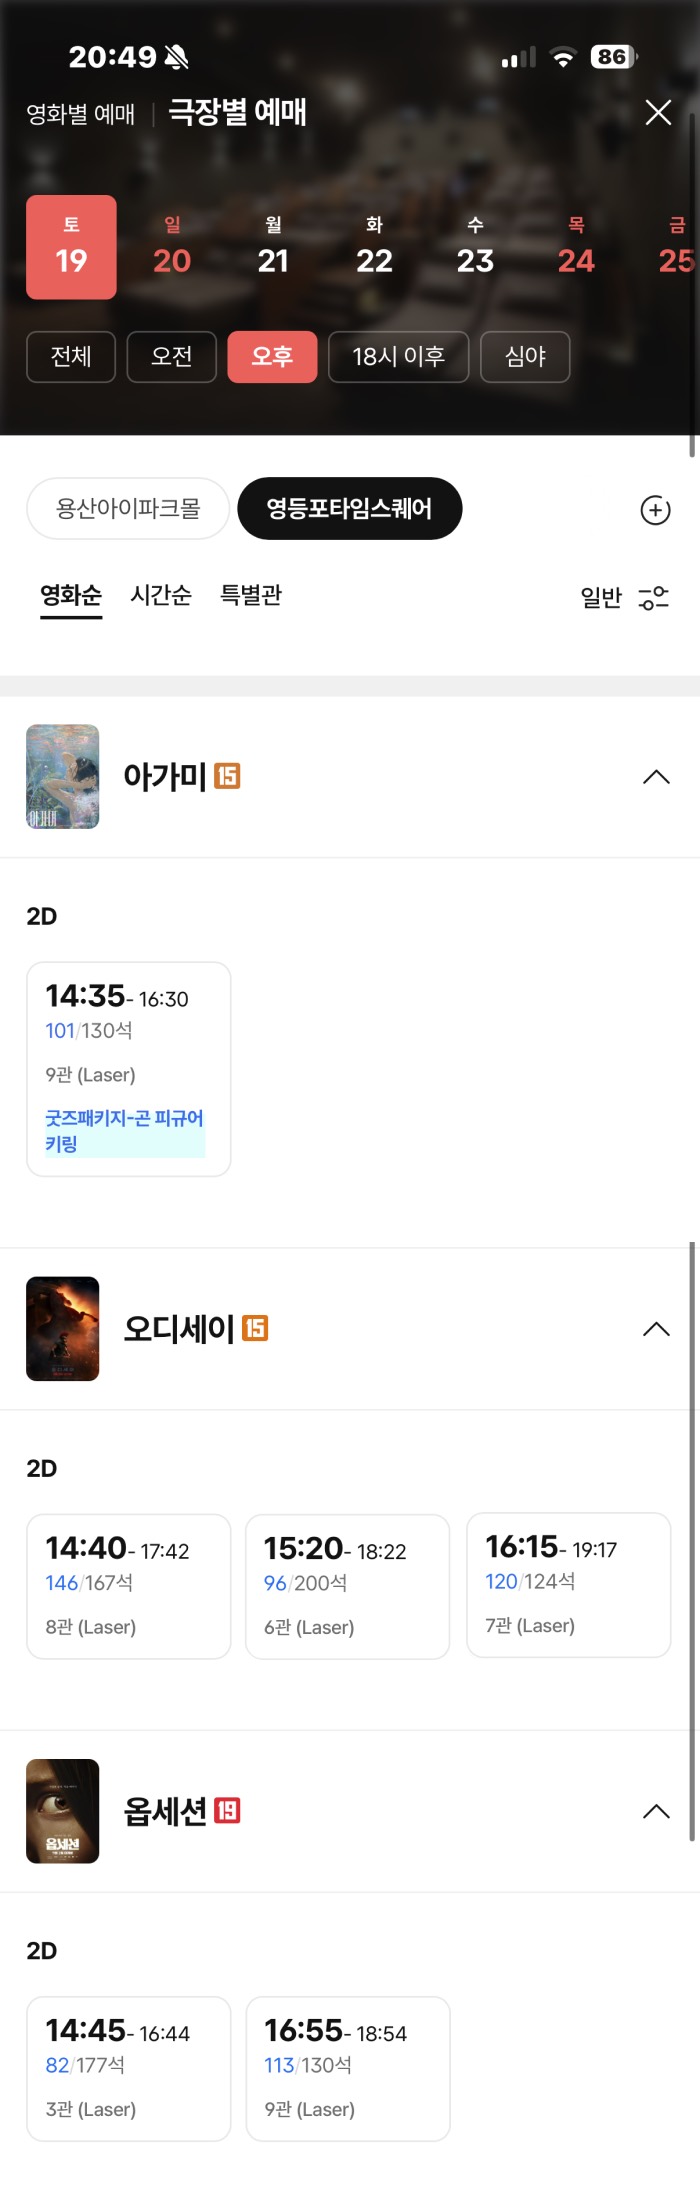 20:49
86
영화별 예매 | 극장별 예매
토 일 월 화 수 목 금
19 20 21 22 23 24 25
전체 오전 오후 18시 이후 심야
용산아이파크몰 영등포타임스퀘어
영화순 시간순 특별관 일반
아가미 15
2D
14:35- 16:30
101/130석
9관 (Laser)
굿즈패키지-곤 피규어
키링
오디세이 15
2D
14:40- 17:42
146/167석
8관 (Laser)
15:20- 18:22
96/200석
6관 (Laser)
16:15- 19:17
120/124석
7관 (Laser)
옵세션
옵세션 19
2D
14:45- 16:44
82/177석
3관 (Laser)
16:55- 18:54
113/130석
9관 (Laser)